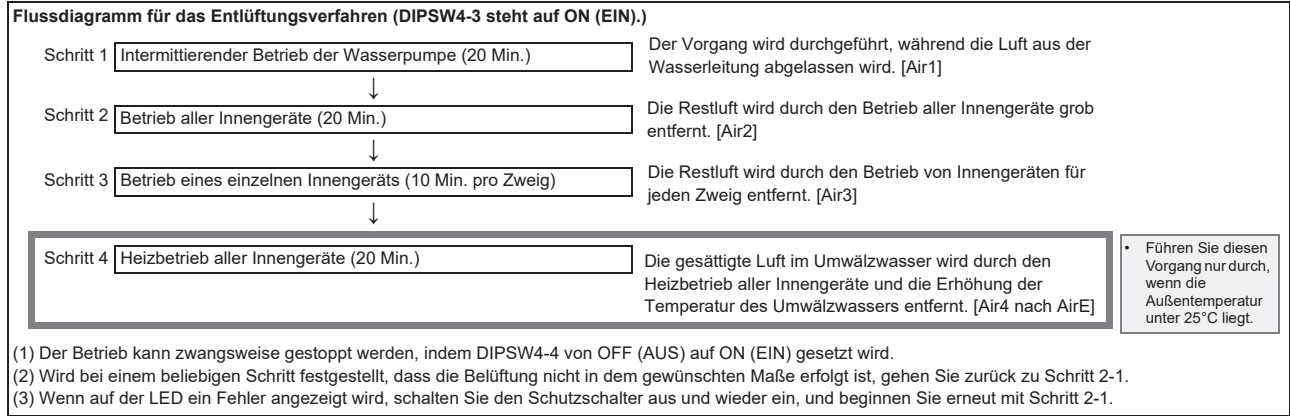 Flussdiagramm für das Entlüftungsverfahren (DIPSW4-3 steht auf ON (EIN).)
Schritt 1 Intermittierender Betrieb der Wasserpumpe (20 Min.)
Der Vorgang wird durchgeführt, während die Luft aus der
Wasserleitung abgelassen wird. [Air1]
↓
Schritt 2 Betrieb aller Innengeräte (20 Min.)
Die Restluft wird durch den Betrieb aller Innengeräte grob
entfernt. [Air2]
↓
Schritt 3 Betrieb eines einzelnen Innengeräts (10 Min. pro Zweig)
Die Restluft wird durch den Betrieb von Innengeräten für
jeden Zweig entfernt. [Air3]
↓
Schritt 4 Heizbetrieb aller Innengeräte (20 Min.)
Die gesättigte Luft im Umwälzwasser wird durch den
Heizbetrieb aller Innengeräte und die Erhöhung der
Temperatur des Umwälzwassers entfernt. [Air4 nach AirE]
• Führen Sie diesen
Vorgang nur durch,
wenn die
Außentemperatur
unter 25°C liegt.
(1) Der Betrieb kann zwangsweise gestoppt werden, indem DIPSW4-4 von OFF (AUS) auf ON (EIN) gesetzt wird.
(2) Wird bei einem beliebigen Schritt festgestellt, dass die Belüftung nicht in dem gewünschten Maße erfolgt ist, gehen Sie zurück zu Schritt 2-1.
(3) Wenn auf der LED ein Fehler angezeigt wird, schalten Sie den Schutzschalter aus und wieder ein, und beginnen Sie erneut mit Schritt 2-1.